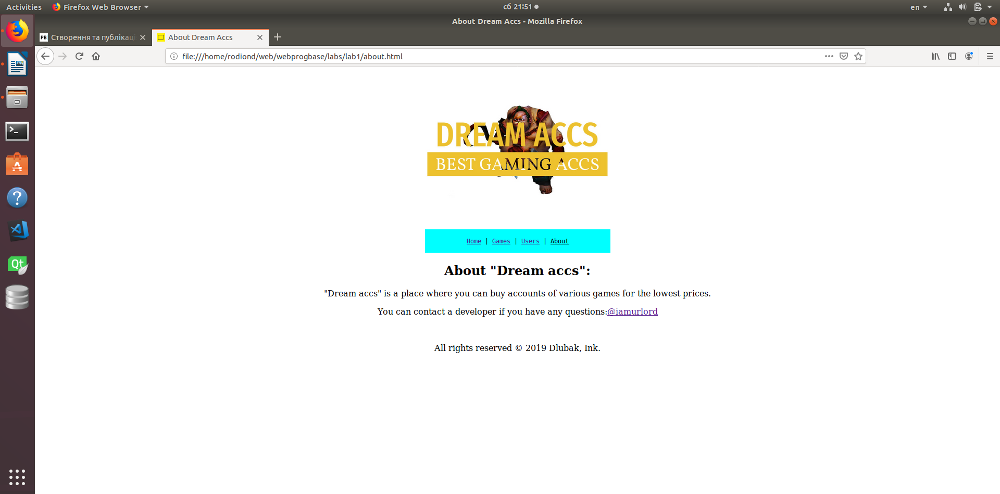 Activities
Firefox Web Browser
сб 21:51
en
About Dream Accs - Mozilla Firefox
PB
Створення та публікаці
About Dream Accs
file:///home/rodiond/web/webprogbase/labs/lab1/about.html
DREAM ACCS
BEST GAMING ACCS
Home | Games | Users | About
About "Dream accs":
"Dream accs" is a place where you can buy accounts of various games for the lowest prices.
You can contact a developer if you have any questions:@iamurlord
All rights reserved © 2019 Dlubak, Ink.
Qt